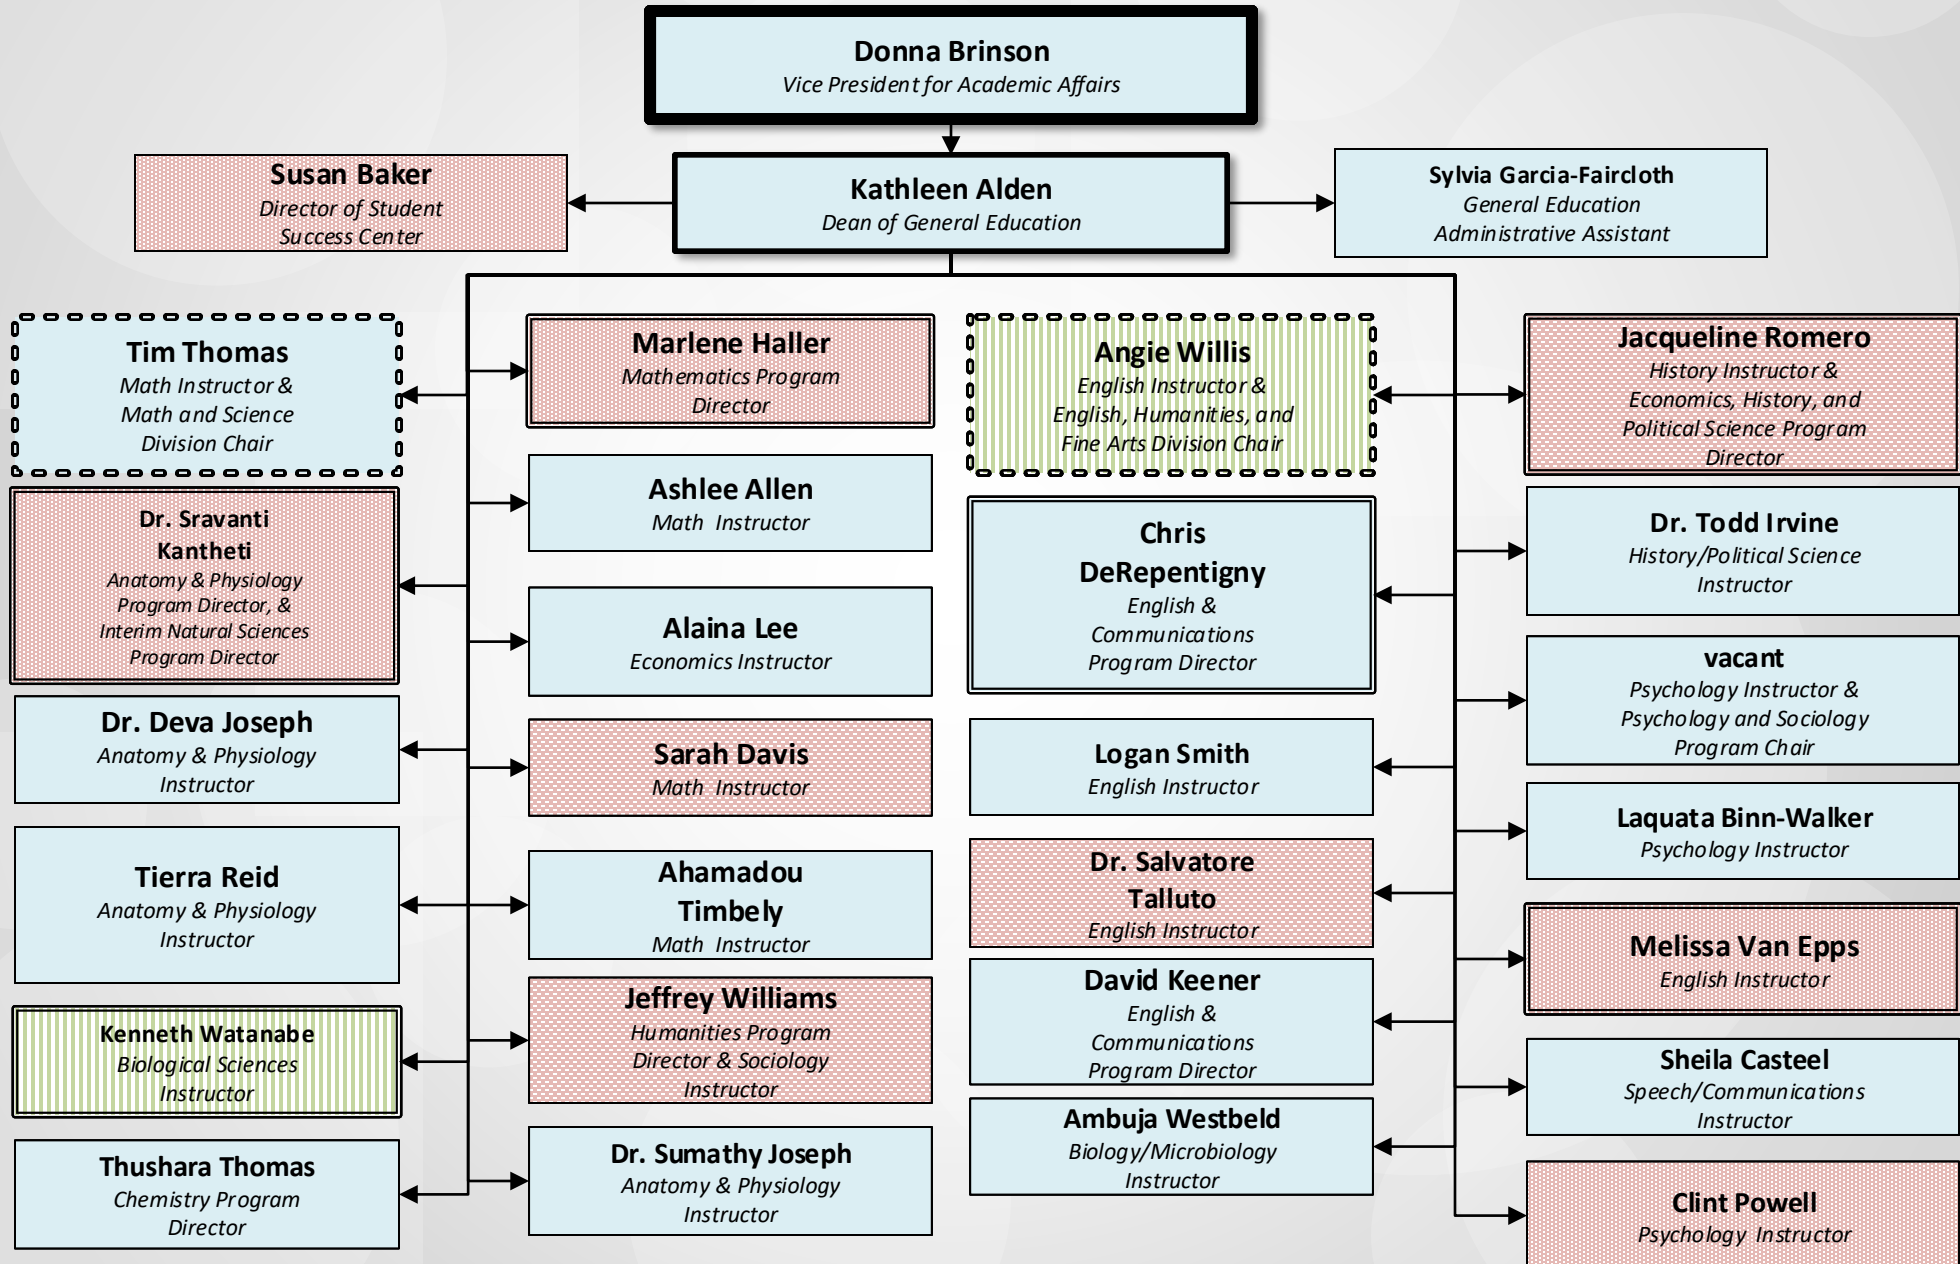 Donna Brinson
Vice President for Academic Affairs
Susan Baker
Director of Student
Success Center
Kathleen Alden
Dean of General Education
Sylvia Garcia-Faircloth
General Education
Administrative Assistant
Tim Thomas
Math Instructor &
Math and Science
Division Chair
Dr. Sravanti
Kantheti
Anatomy & Physiology
Program Director, &
Interim Natural Sciences
Program Director
Dr. Deva Joseph
Anatomy & Physiology
Instructor
Tierra Reid
Anatomy & Physiology
Instructor
Kenneth Watanabe
Biological Sciences
Instructor
Thushara Thomas
Chemistry Program
Director
Marlene Haller
Mathematics Program
Director
Ashlee Allen
Math Instructor
Alaina Lee
Economics Instructor
Sarah Davis
Math Instructor
Ahamadou
Timbely
Math Instructor
Jeffrey Williams
Humanities Program
Director & Sociology
Instructor
Dr. Sumathy Joseph
Anatomy & Physiology
Instructor
Angie Willis
English Instructor &
English, Humanities, and
Fine Arts Division Chair
Chris
DeRepentigny
English &
Communications
Program Director
Logan Smith
English Instructor
Dr. Salvatore
Talluto
English Instructor
David Keener
English &
Communications
Program Director
Ambuja Westbeld
Biology/Microbiology
Instructor
Jacqueline Romero
History Instructor &
Economics, History, and
Political Science Program
Director
Dr. Todd Irvine
History/Political Science
Instructor
vacant
Psychology Instructor &
Psychology and Sociology
Program Chair
Laquata Binn-Walker
Psychology Instructor
Melissa Van Epps
English Instructor
Sheila Casteel
Speech/Communications
Instructor
Clint Powell
Psychology Instructor